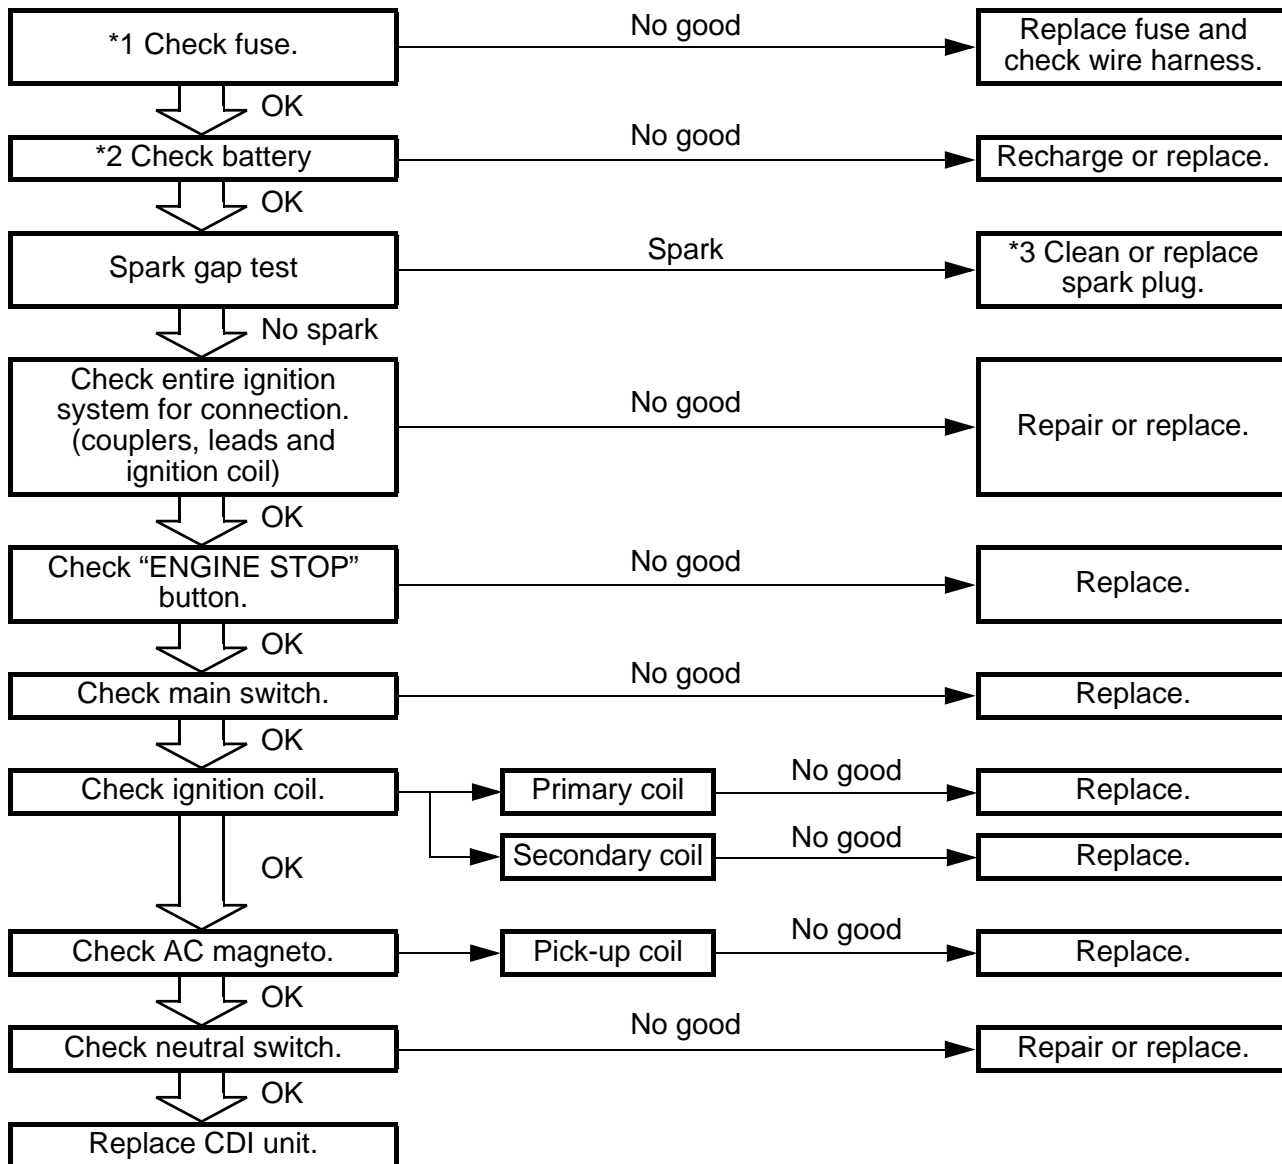 *1 Check fuse.
No good
Replace fuse and
check wire harness.
OK
*2 Check battery
No good
Recharge or replace.
OK
Spark gap test
Spark
*3 Clean or replace
spark plug.
No spark
Check entire ignition
system for connection.
(couplers, leads and
ignition coil)
No good
Repair or replace.
OK
Check “ENGINE STOP”
button.
No good
Replace.
OK
Check main switch.
No good
Replace.
OK
Check ignition coil.
Primary coil
No good
Replace.
Secondary coil
No good
Replace.
OK
Check AC magneto.
Pick-up coil
No good
Replace.
OK
Check neutral switch.
No good
Repair or replace.
OK
Replace CDI unit.